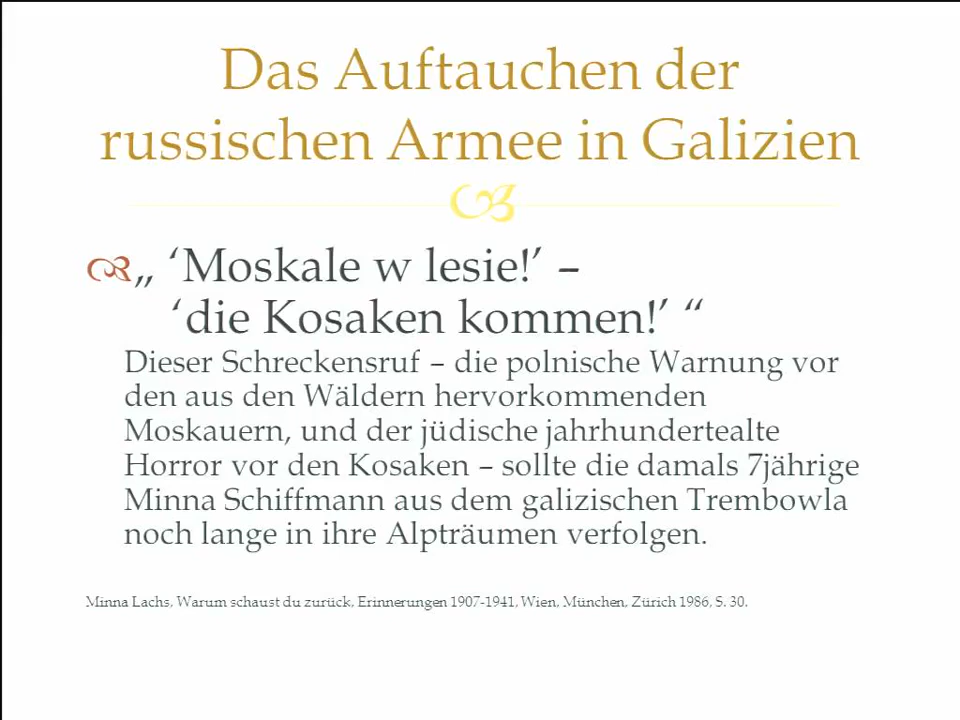 Das Auftauchen der
russischen Armee in Galizien
„ ‘Moskale w lesie!’ –
‘die Kosaken kommen!’ “
Dieser Schreckensruf – die polnische Warnung vor
den aus den Wäldern hervorkommenden
Moskauern, und der jüdische jahrhundertealte
Horror vor den Kosaken – sollte die damals 7jährige
Minna Schiffmann aus dem galizischen Trembowla
noch lange in ihre Alpträumen verfolgen.
Minna Lachs, Warum schaust du zurück, Erinnerungen 1907-1941, Wien, München, Zürich 1986, S. 30.